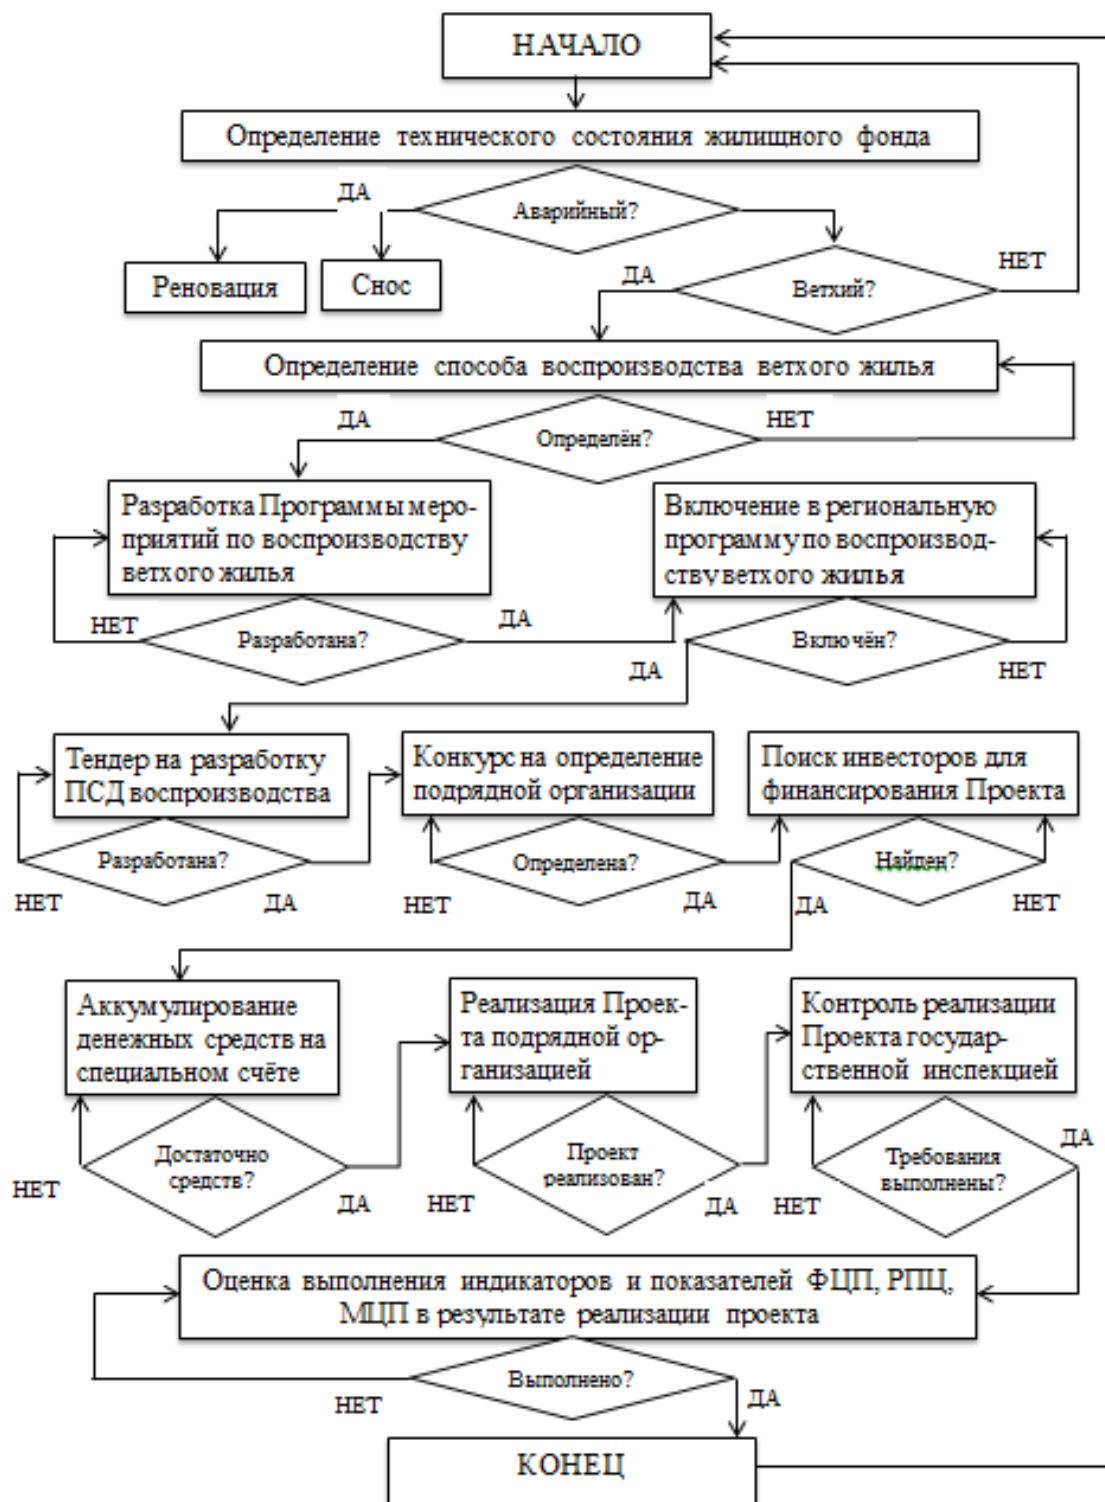 НАЧАЛО
Определение технического состояния жилищного фонда
ДА
Аварийный?
Реновация
Снос
ДА
Ветхий?
НЕТ
Определение способа воспроизводства ветхого жилья
ДА
Определён?
НЕТ
Разработка Программы меро-
приятий по воспроизводству
ветхого жилья
Включение в региональную
программу по воспроизвод-
ству ветхого жилья
НЕТ
Разработана?
ДА
Включён?
ДА
НЕТ
Тендер на разработку
ПСД воспроизводства
Конкурс на определение
подрядной организации
Поиск инвесторов для
финансирования Проекта
Разработана?
НЕТ
ДА
Определена?
НЕТ
ДА
Найден?
ДА
НЕТ
Аккумулирование
денежных средств на
специальном счёте
Реализация Проек-
та подрядной ор-
ганизацией
Контроль реализации
Проекта государ-
ственной инспекцией
Достаточно
средств?
НЕТ
ДА
Проект
реализован?
НЕТ
ДА
Требования
выполнены?
НЕТ
ДА
Оценка выполнения индикаторов и показателей ФЦП, РПЦ,
МЦП в результате реализации проекта
Выполнено?
НЕТ
ДА
КОНЕЦ